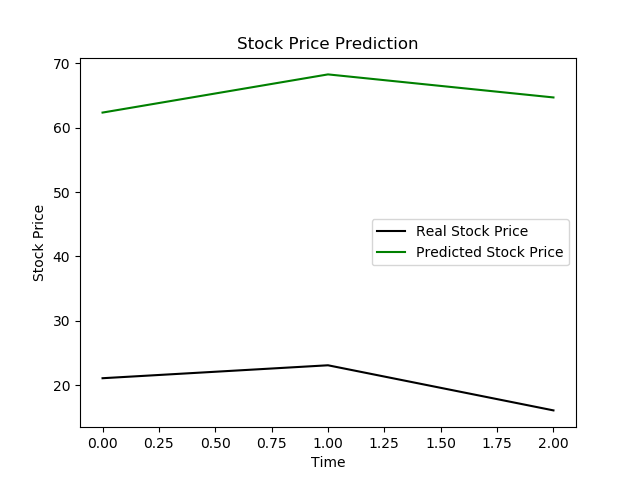 Stock Price Prediction
70
60
50
40
30
20
Stock Price
Real Stock Price
Predicted Stock Price
0.00 0.25 0.50 0.75 1.00 1.25 1.50 1.75 2.00
Time